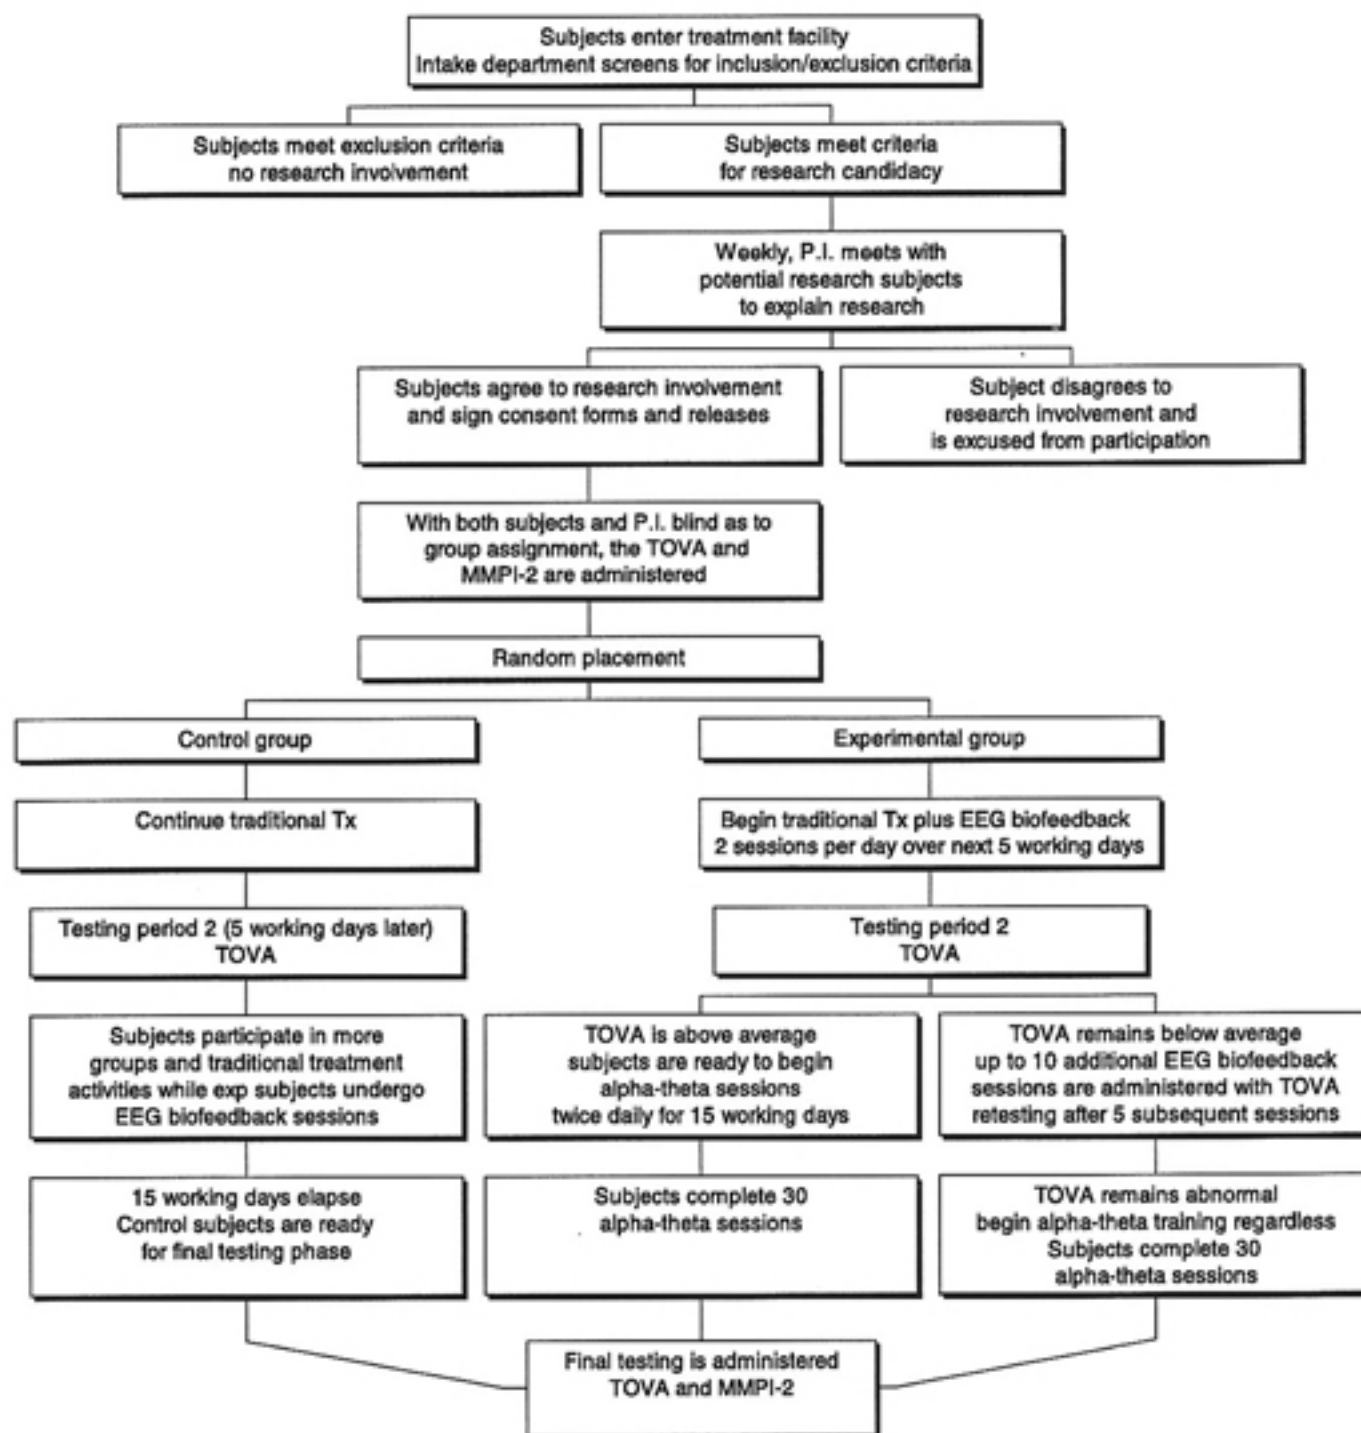 Subjects enter treatment facility
Intake department screens for inclusion/exclusion criteria
Subjects meet exclusion criteria
no research involvement
Subjects meet criteria
for research candidacy
Weekly, P.I. meets with
potential research subjects
to explain research
Subjects agree to research involvement
and sign consent forms and releases
Subject disagrees to
research involvement and
is excused from participation
With both subjects and P.I. blind as to
group assignment, the TOVA and
MMPI-2 are administered
Random placement
Control group
Experimental group
Continue traditional Tx
Begin traditional Tx plus EEG biofeedback
2 sessions per day over next 5 working days
Testing period 2 (5 working days later)
TOVA
Testing period 2
TOVA
Subjects participate in more
groups and traditional treatment
activities while exp subjects undergo
EEG biofeedback sessions
TOVA is above average
subjects are ready to begin
alpha-theta sessions
twice daily for 15 working days
TOVA remains below average
up to 10 additional EEG biofeedback
sessions are administered with TOVA
retesting after 5 subsequent sessions
15 working days elapse
Control subjects are ready
for final testing phase
Subjects complete 30
alpha-theta sessions
TOVA remains abnormal
begin alpha-theta training regardless
Subjects complete 30
alpha-theta sessions
Final testing is administered
TOVA and MMPI-2